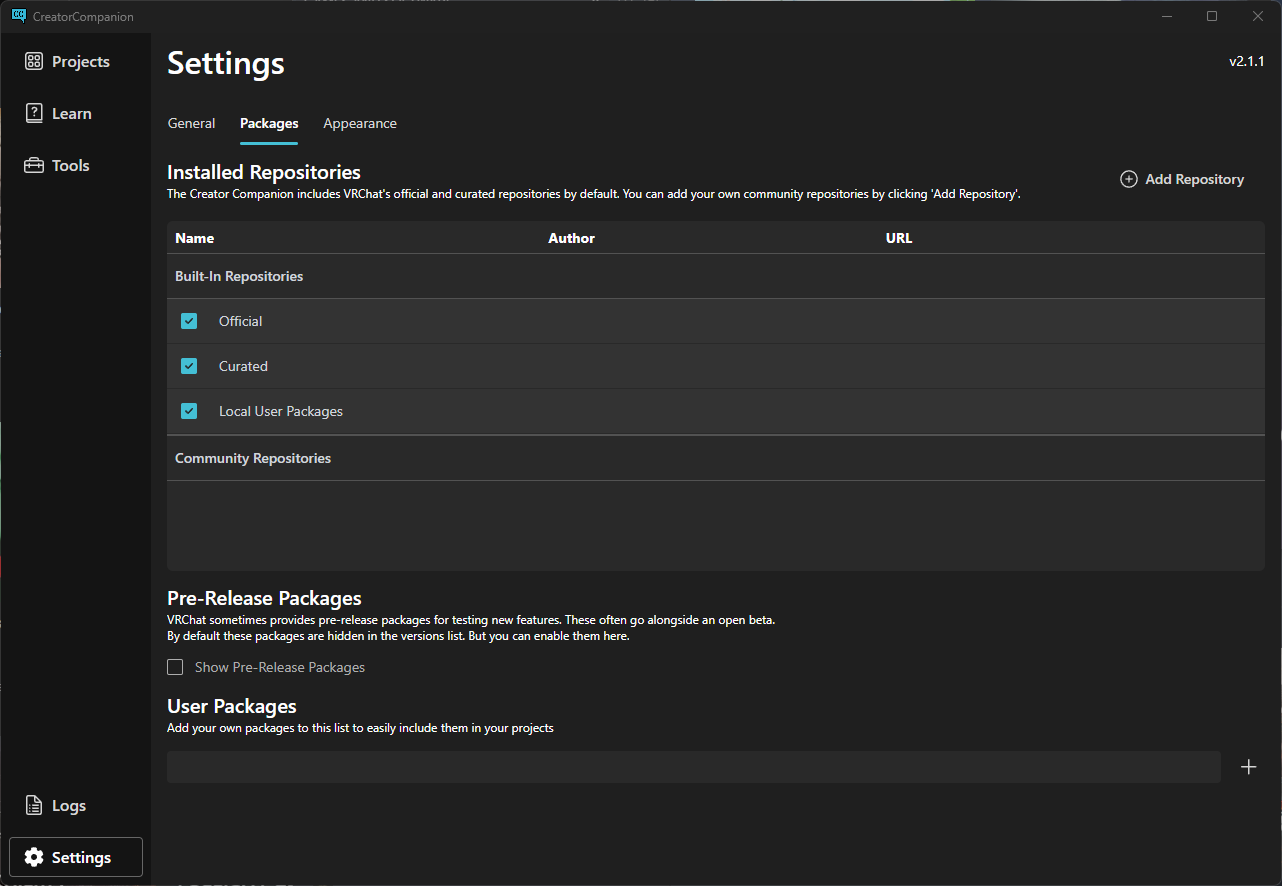 CreatorCompanion
Projects
Learn
Tools
Logs
Settings
Settings
v2.1.1
General Packages Appearance
Installed Repositories
The Creator Companion includes VRChat's official and curated repositories by default. You can add your own community repositories by clicking 'Add Repository'.
Add Repository
Name Author URL
Built-In Repositories
Official
Curated
Local User Packages
Community Repositories
Pre-Release Packages
VRChat sometimes provides pre-release packages for testing new features. These often go alongside an open beta.
By default these packages are hidden in the versions list. But you can enable them here.
Show Pre-Release Packages
User Packages
Add your own packages to this list to easily include them in your projects